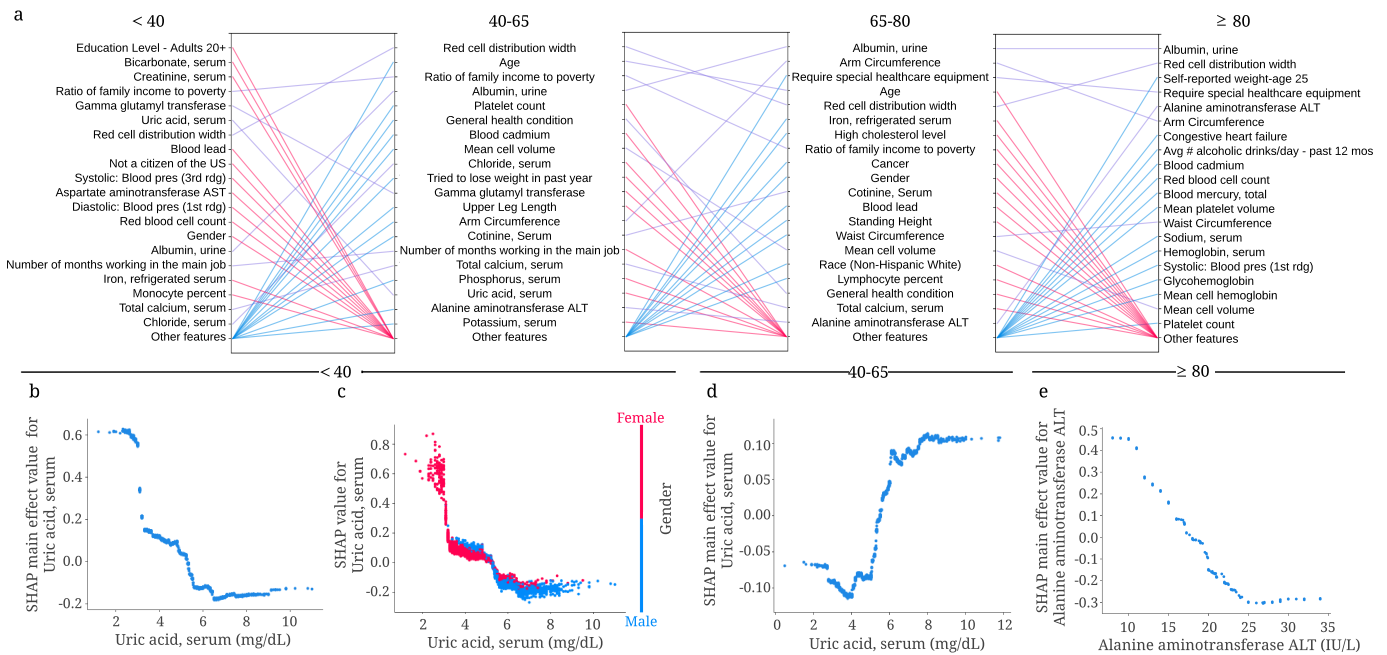 a
< 40
40-65
65-80
≥ 80
Education Level - Adults 20+
Bicarbonate, serum
Creatinine, serum
Ratio of family income to poverty
Gamma glutamyl transferase
Uric acid, serum
Red cell distribution width
Blood lead
Not a citizen of the US
Systolic: Blood pres (3rd rdg)
Aspartate aminotransferase AST
Diastolic: Blood pres (1st rdg)
Red blood cell count
Gender
Albumin, urine
Number of months working in the main job
Iron, refrigerated serum
Monocyte percent
Total calcium, serum
Chloride, serum
Other features
Red cell distribution width
Age
Ratio of family income to poverty
Albumin, urine
Platelet count
General health condition
Blood cadmium
Mean cell volume
Chloride, serum
Tried to lose weight in past year
Gamma glutamyl transferase
Upper Leg Length
Arm Circumference
Cotinine, Serum
Number of months working in the main job
Total calcium, serum
Phosphorus, serum
Uric acid, serum
Alanine aminotransferase ALT
Potassium, serum
Other features
Albumin, urine
Arm Circumference
Require special healthcare equipment
Age
Red cell distribution width
Iron, refrigerated serum
High cholesterol level
Ratio of family income to poverty
Cancer
Gender
Cotinine, Serum
Blood lead
Standing Height
Waist Circumference
Mean cell volume
Race (Non-Hispanic White)
Lymphocyte percent
General health condition
Total calcium, serum
Alanine aminotransferase ALT
Other features
Albumin, urine
Red cell distribution width
Self-reported weight-age 25
Require special healthcare equipment
Alanine aminotransferase ALT
Arm Circumference
Congestive heart failure
Avg # alcoholic drinks/day - past 12 mos
Blood cadmium
Red blood cell count
Blood mercury, total
Mean platelet volume
Waist Circumference
Sodium, serum
Hemoglobin, serum
Systolic: Blood pres (1st rdg)
Glycohemoglobin
Mean cell hemoglobin
Mean cell volume
Platelet count
Other features
< 40
40-65
≥ 80
b
SHAP main effect value for
Uric acid, serum
0.6
0.4
0.2
0.0
-0.2
2 4 6 8 10
Uric acid, serum (mg/dL)
c
SHAP value for
Uric acid, serum
0.8
0.6
0.4
0.2
0.0
-0.2
2 4 6 8 10
Uric acid, serum (mg/dL)
Female
Gender
Male
d
SHAP main effect value for
Uric acid, serum
0.10
0.05
0.00
-0.05
-0.10
0 2 4 6 8 10 12
Uric acid, serum (mg/dL)
e
SHAP main effect value for
Alanine aminotransferase ALT
0.5
0.4
0.3
0.2
0.1
-0.0
-0.1
-0.2
-0.3
10 15 20 25 30 35
Alanine aminotransferase ALT (IU/L)